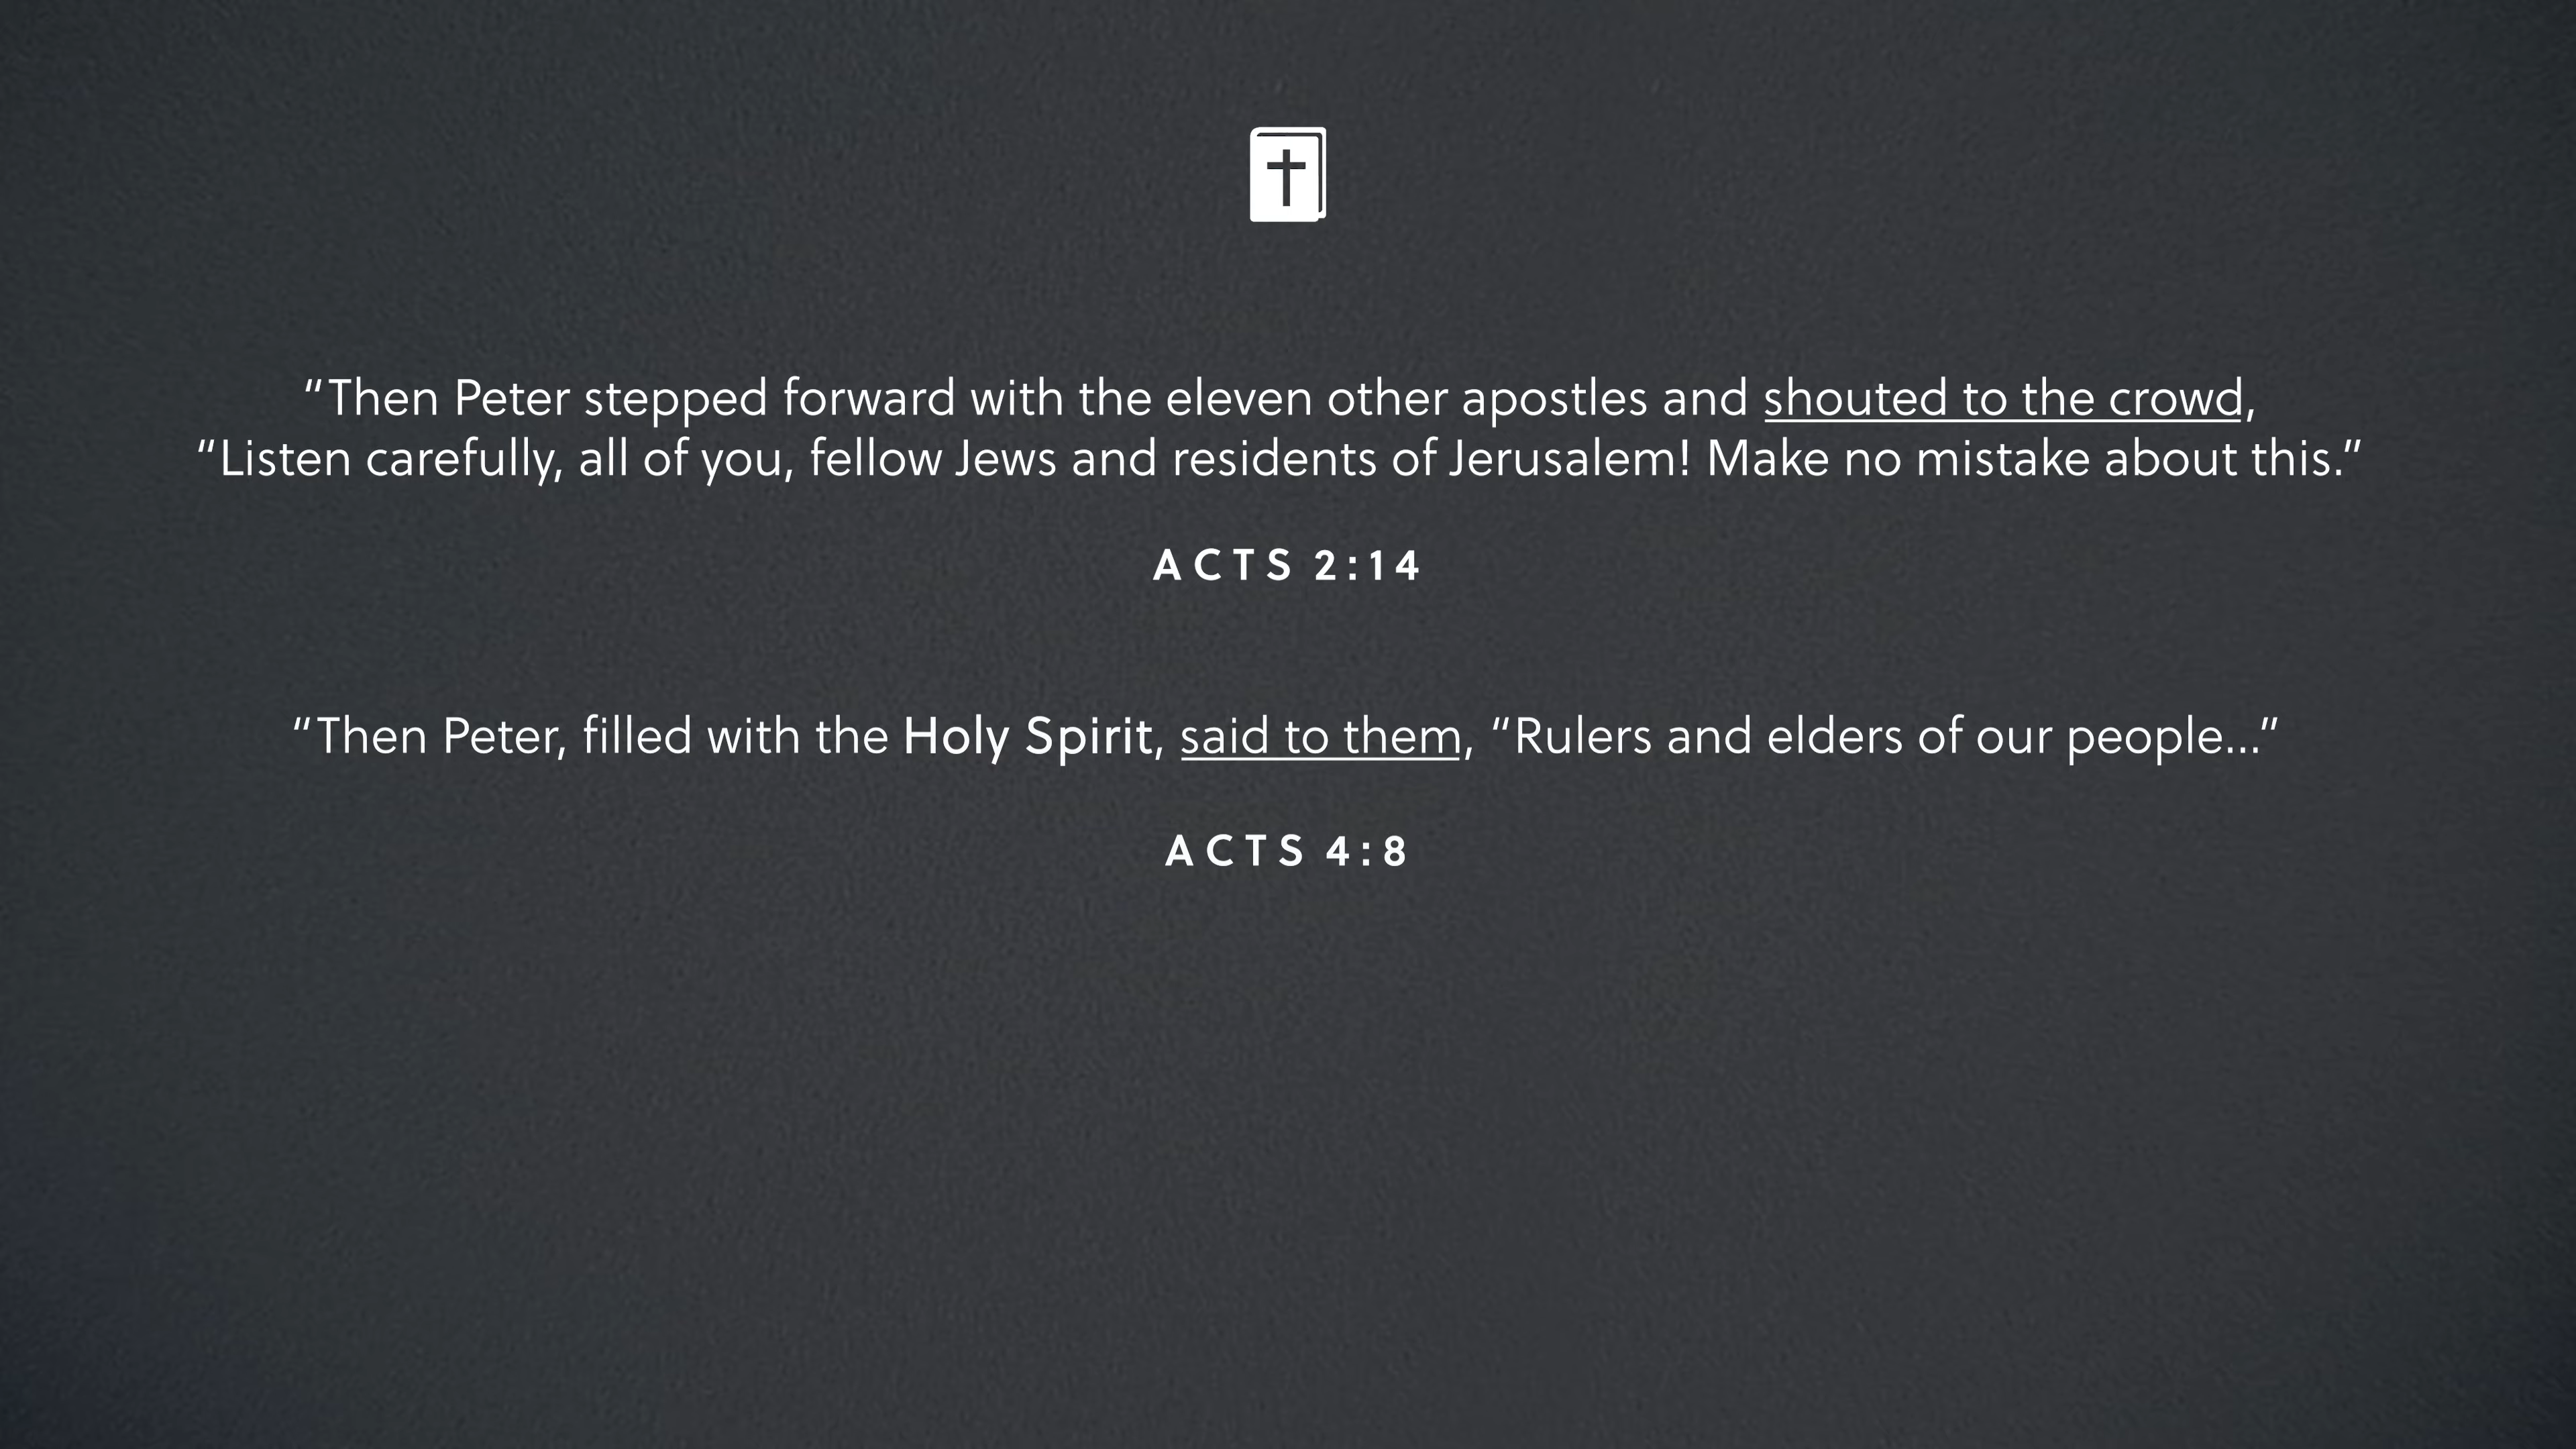 “Then Peter stepped forward with the eleven other apostles and shouted to the crowd,
“Listen carefully, all of you, fellow Jews and residents of Jerusalem! Make no mistake about this.”
ACTS 2:14
“Then Peter, filled with the Holy Spirit, said to them, “Rulers and elders of our people...”
ACTS 4:8